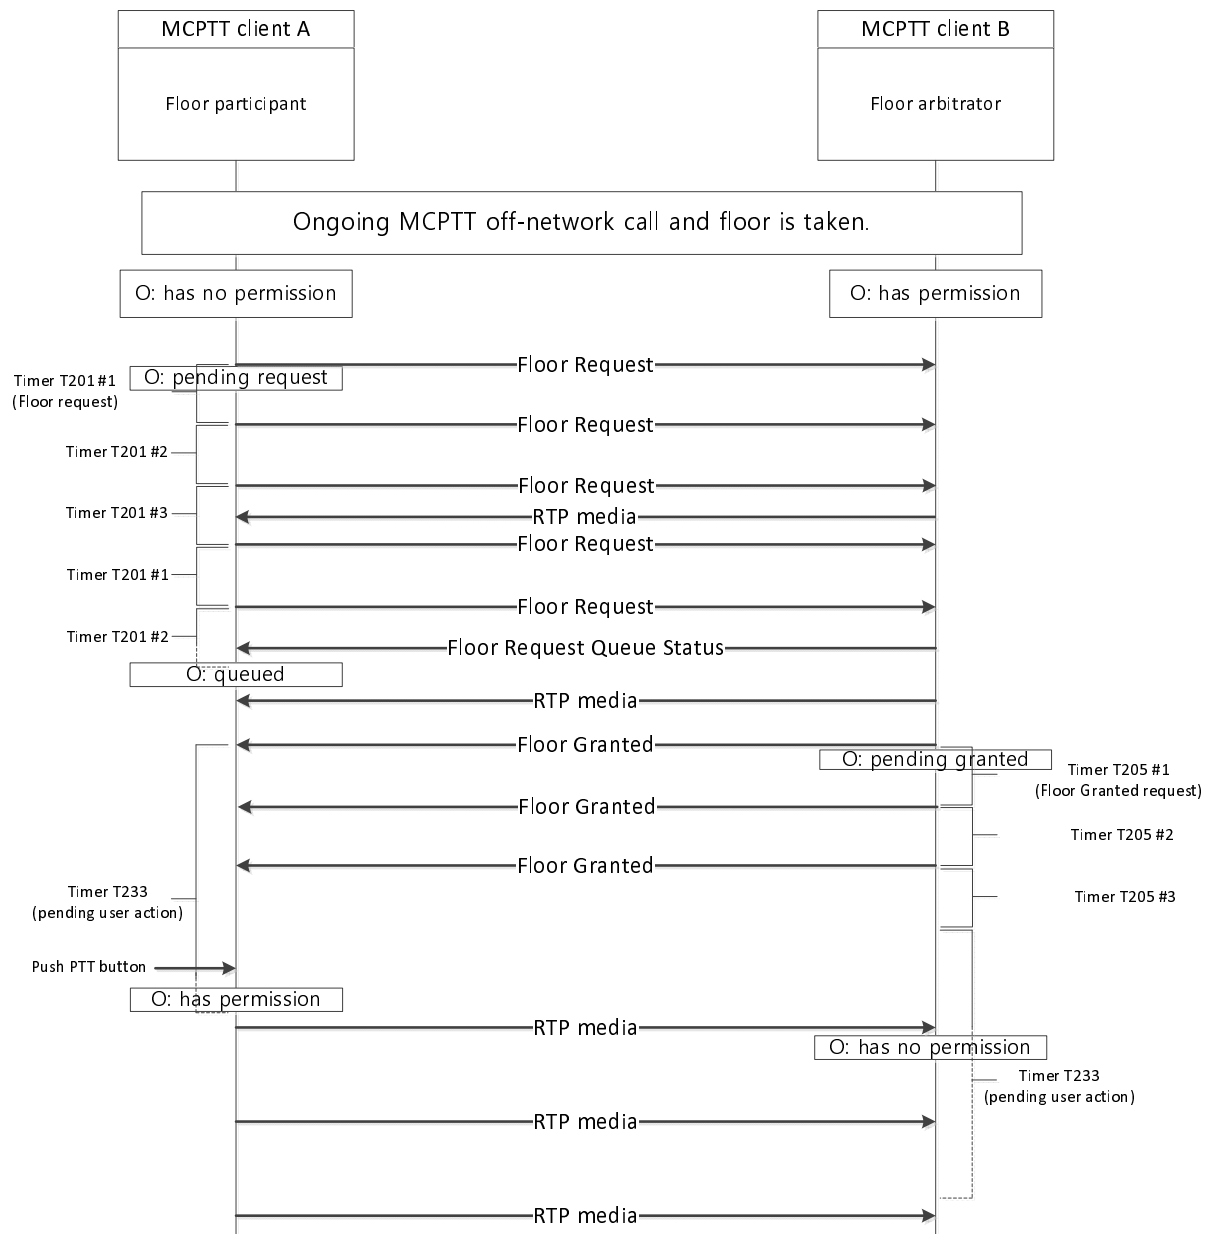 MCPTT client A
MCPTT client B
Floor participant
Floor arbitrator
Ongoing MCPTT off-network call and floor is taken.
O: has no permission
O: has permission
Floor Request
O: pending request
Timer T201 #1
(Floor request)
Floor Request
Timer T201 #2
Floor Request
Timer T201 #3
RTP media
Floor Request
Timer T201 #1
Floor Request
Timer T201 #2
Floor Request Queue Status
O: queued
RTP media
Floor Granted
O: pending granted
Timer T205 #1
(Floor Granted request)
Floor Granted
Timer T205 #2
Floor Granted
Timer T233
(pending user action)
Timer T205 #3
Push PTT button
O: has permission
RTP media
O: has no permission
Timer T233
(pending user action)
RTP media
RTP media